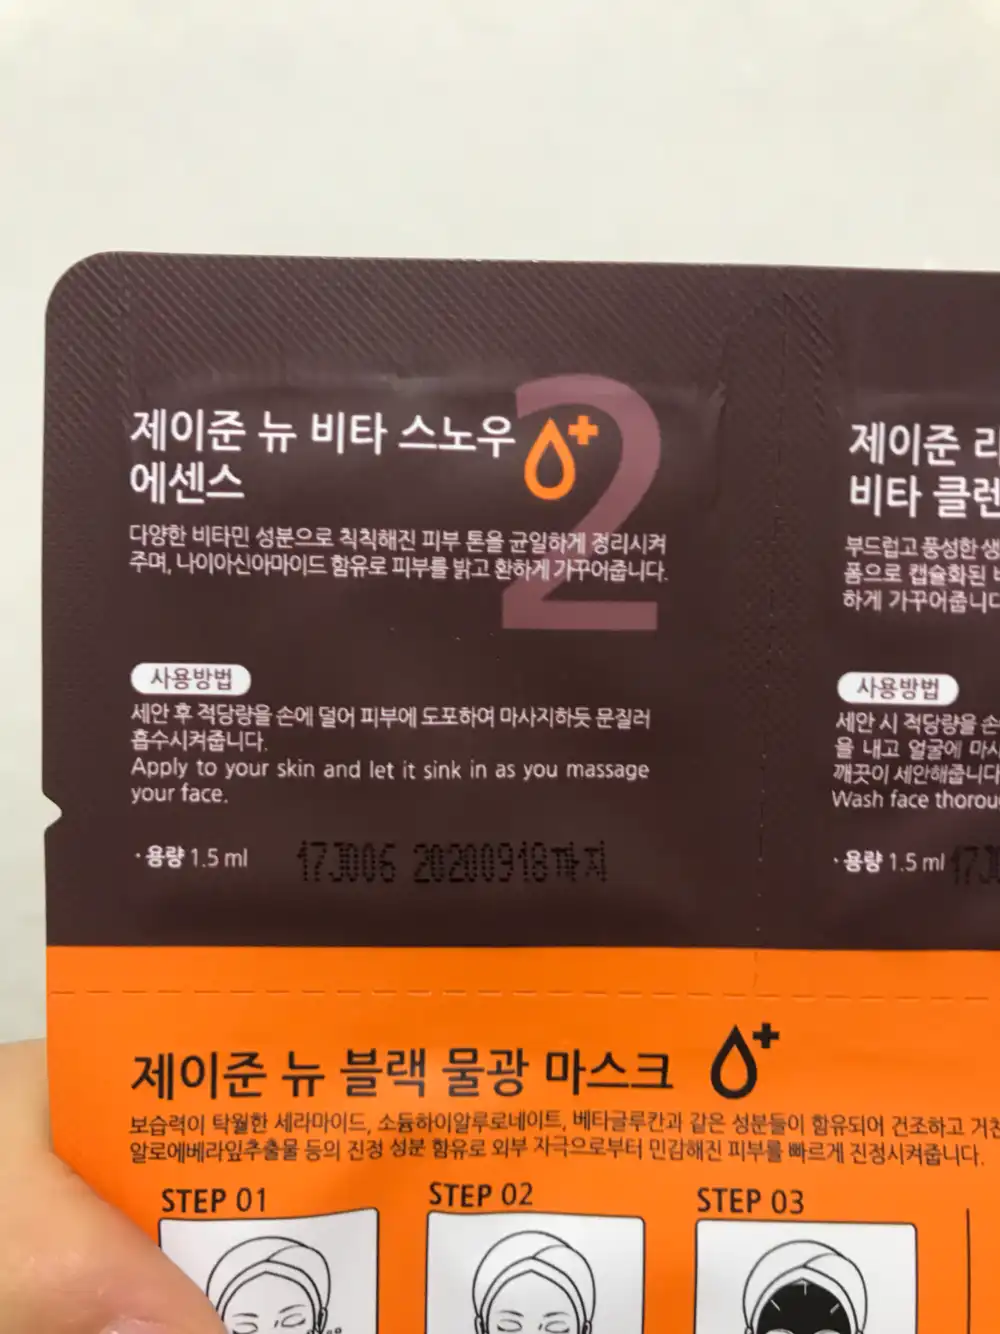 제이준 뉴 비타 스노우
에센스
2
다양한 비타민 성분으로 칙칙해진 피부 톤을 균일하게 정리시켜
주며, 나이아신아마이드 함유로 피부를 밝고 환하게 가꾸어줍니다.
사용방법
세안 후 적당량을 손에 덜어 피부에 도포하여 마사지하듯 문질러
흡수시켜줍니다.
Apply to your skin and let it sink in as you massage
your face.
· 용량 1.5 ml
17J006 20200918까지
제이준
비타 클렌
부드럽고 풍성한
폼으로 캡슐화된
하게 가꾸어줍니다
사용방법
세안 시 적당량을
을 내고 얼굴에
깨끗이 세안해줍니다
Wash face
· 용량 1.5 ml
제이준 뉴 블랙 물광 마스크
보습력이 탁월한 세라마이드, 소듐하이알루로네이트, 베타글루칸과 같은 성분들이 함유되어 건조하고
알로에베라잎추출물 등의 진정 성분 함유로 외부 자극으로부터 민감해진 피부를 빠르게 진정시켜줍니다.
STEP 01
STEP 02
STEP 03